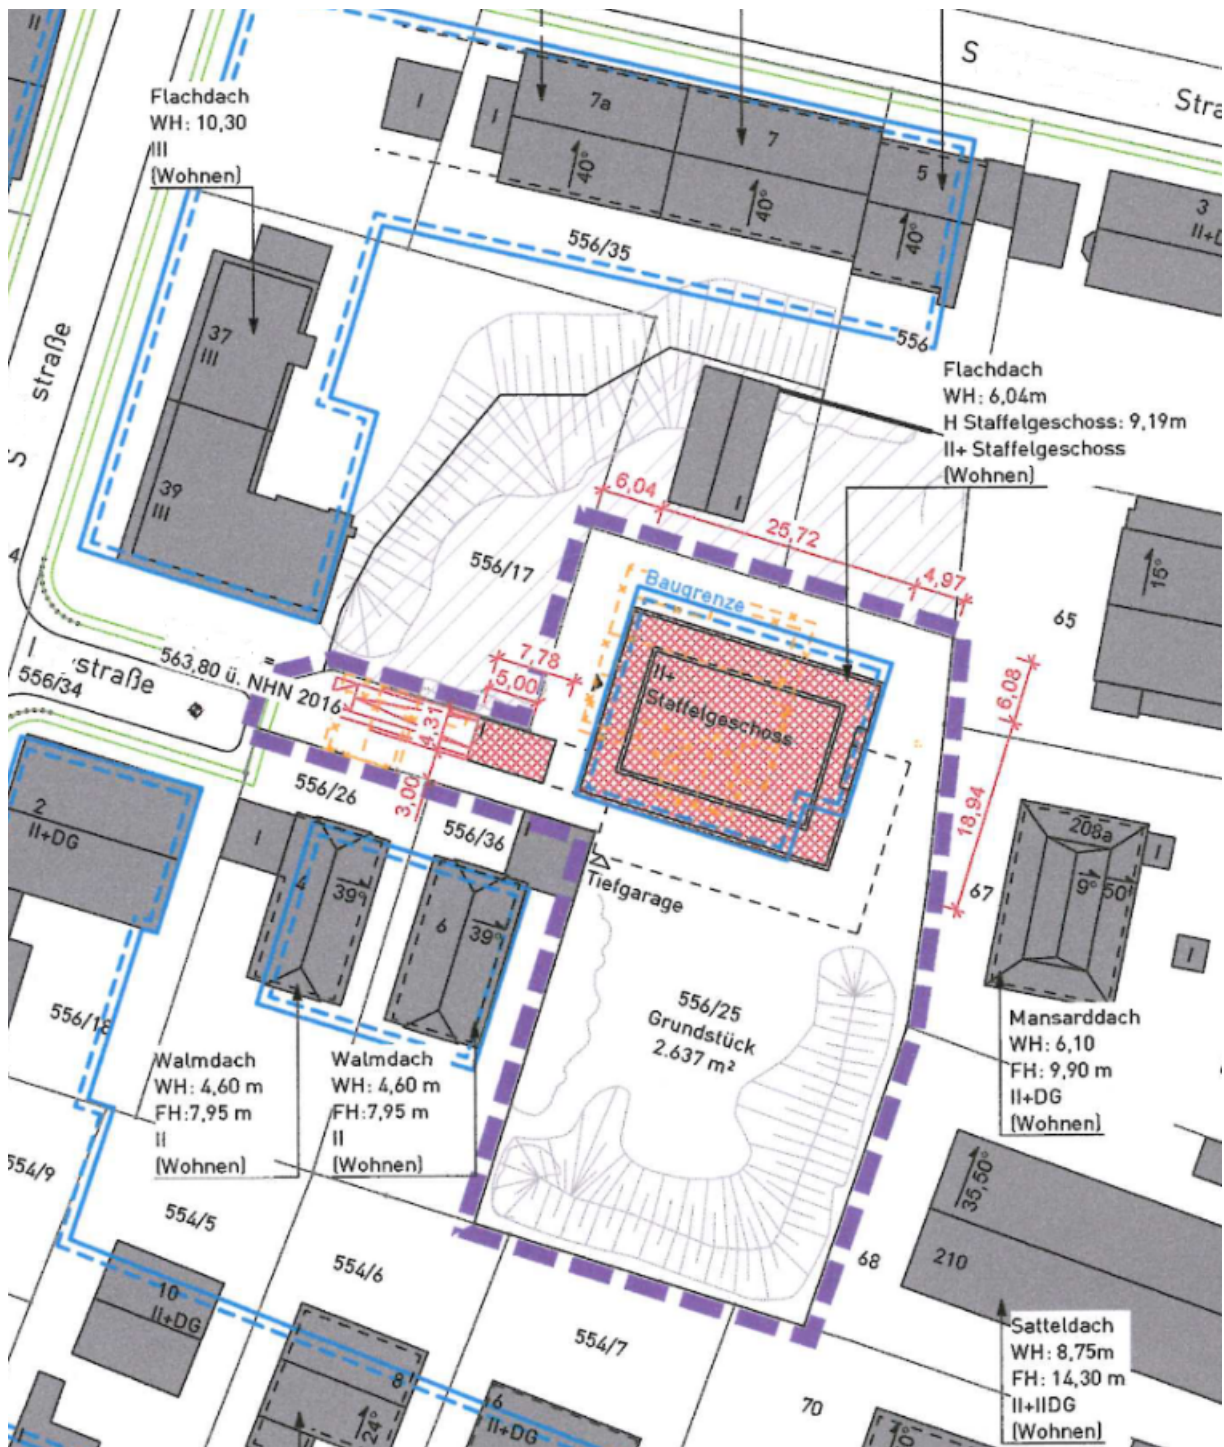 II
S
Stra
Flachdach
WH: 10,30
III
(Wohnen)
I
I
7a
7
5
3
II+D
40°
40°
40°
556/35
556
straße
S
37
III
39
III
4
Flachdach
WH: 6,04m
H Staffelgeschoss: 9,19m
II+ Staffelgeschoss
(Wohnen)
I
6,04
25,72
4,97
556/17
Baugrenze
15°
65
7,78
5,00
II+
Staffelgeschoss
6,08
18,94
straße
556/34
563,80 ü. NHN 2016
4,31
I
II
3,00
556/26
556/36
2
II+DG
I
I
4
39°
6
39°
Tiefgarage
67
208a
9°
50°
I
I
556/18
556/25
Grundstück
2.637 m²
Walmdach
WH: 4,60 m
FH:7,95 m
II
(Wohnen)
Walmdach
WH: 4,60 m
FH:7,95 m
II
(Wohnen)
Mansarddach
WH: 6,10
FH: 9,90 m
II+DG
(Wohnen)
554/9
554/5
554/6
554/7
35,50°
210
68
10
II+DG
8
24°
6
II+DG
70
Satteldach
WH: 8,75m
FH: 14,30 m
II+IIDG
(Wohnen)